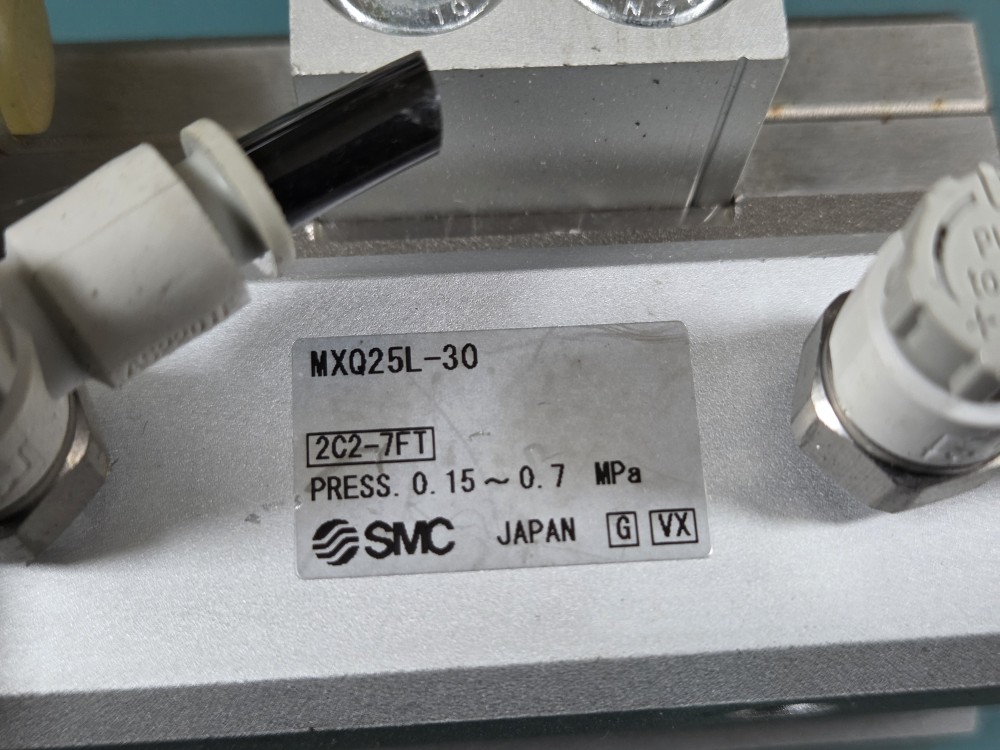 MXQ25L-30
2C2-7FT
PRESS. 0.15~0.7 MPa
SMC JAPAN G VX